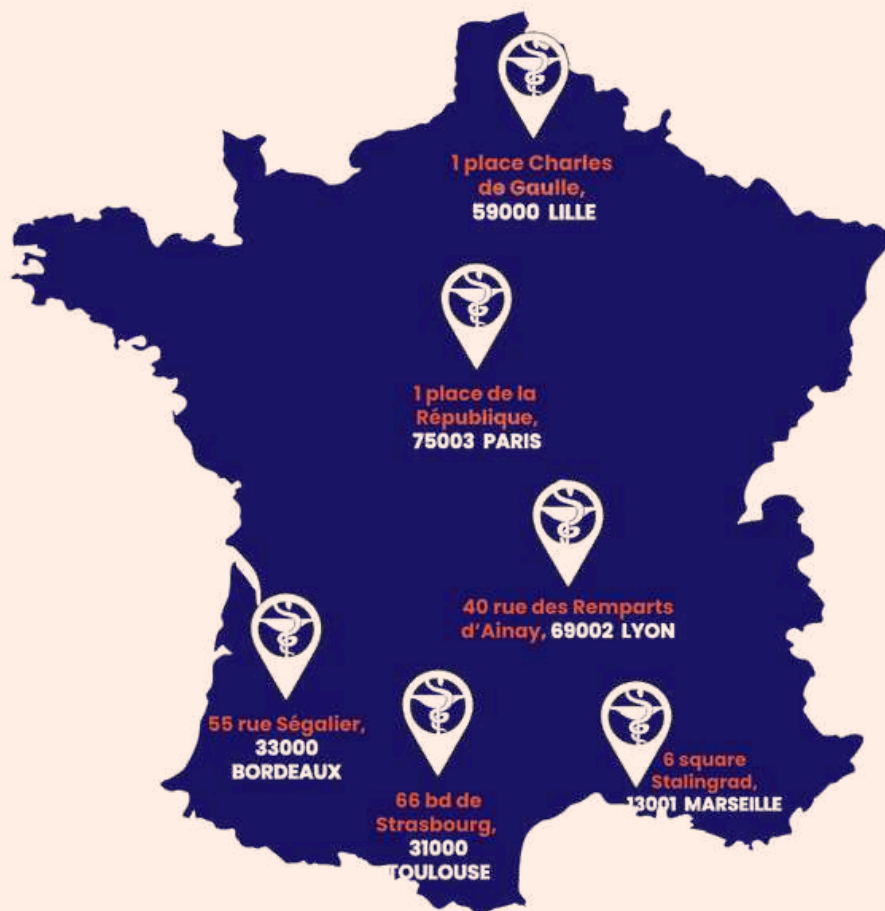 1 place Charles
de Gaulle,
59000 LILLE
1 place de la
République,
75003 PARIS
40 rue des Remparts
d'Ainay, 69002 LYON
55 rue Ségalier,
33000
BORDEAUX
6 square
Stalingrad,
13001 MARSEILLE
66 bd de
Strasbourg,
31000
TOULOUSE